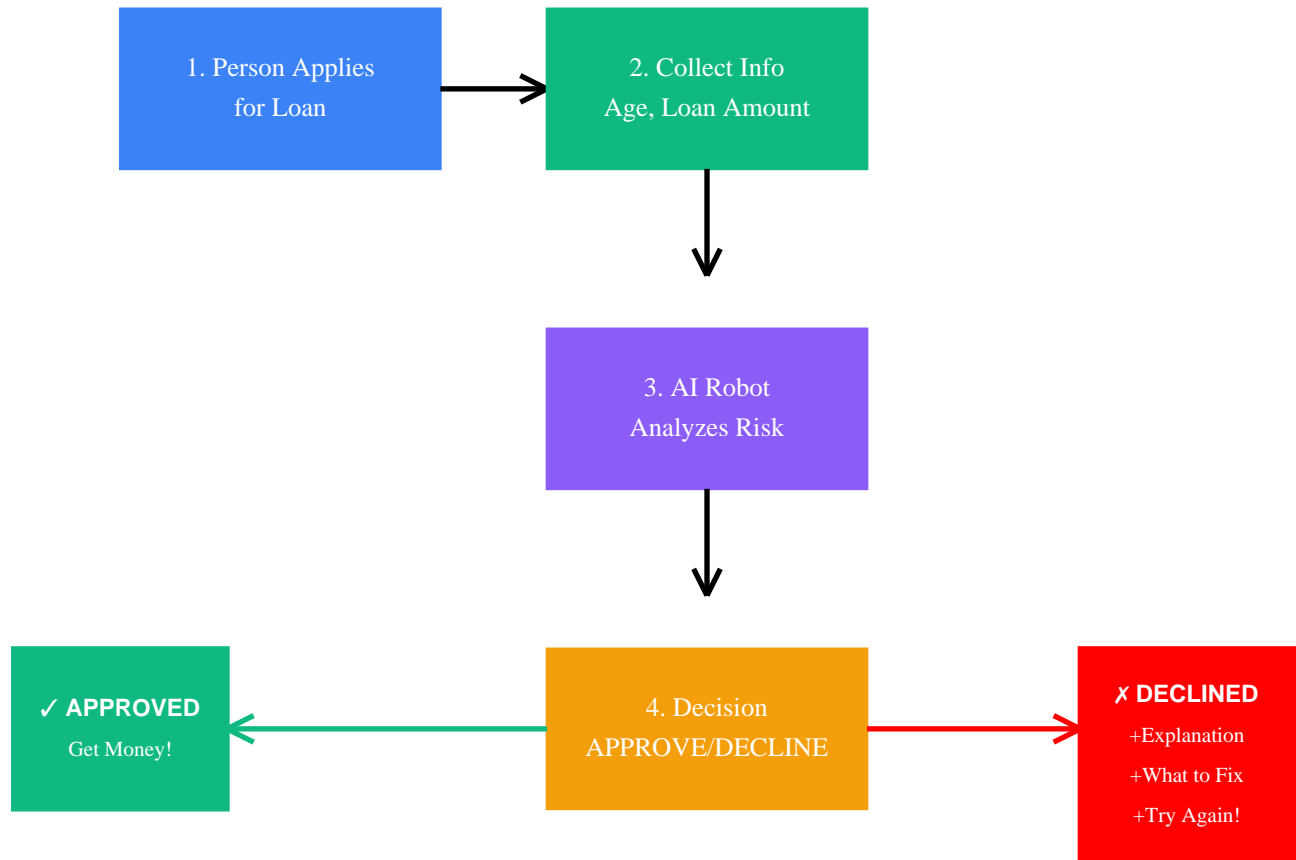 1. Person Applies
for Loan
2. Collect Info
Age, Loan Amount
3. AI Robot
Analyzes Risk
4. Decision
APPROVE/DECLINE
✓ APPROVED
Get Money!
✗ DECLINED
+Explanation
+What to Fix
+Try Again!